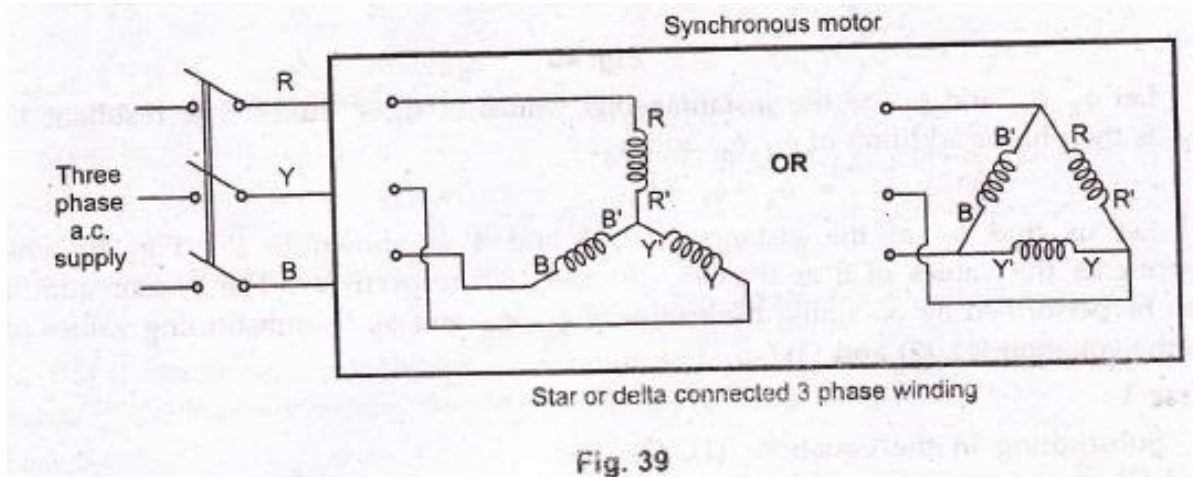 Synchronous motor
R
Y
B
Three
phase
a.c.
supply
R
R'
B'
B
Y'
Y
OR
B'
R
B
R'
Y'
Y
Star or delta connected 3 phase winding
Fig. 39